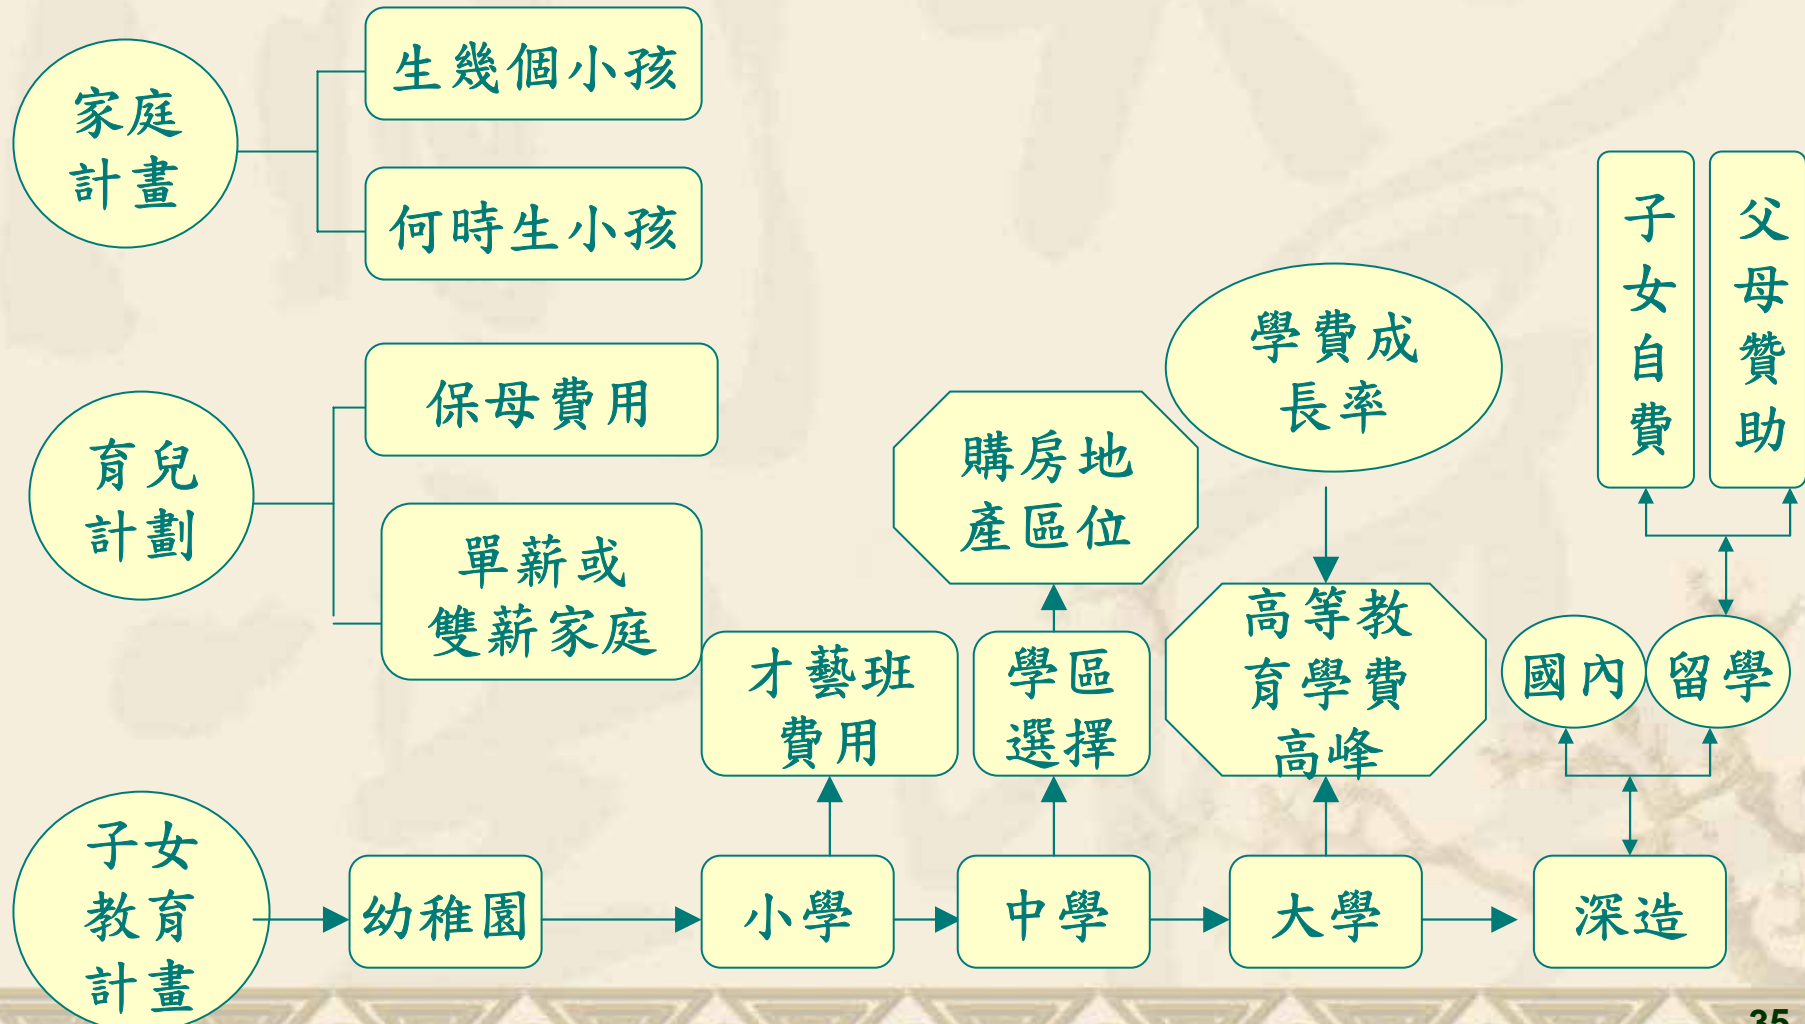 家庭
計畫
生幾個小孩
何時生小孩
育兒
計劃
保母費用
單薪或
雙薪家庭
子女
教育
計畫
幼稚園
小學
中學
大學
深造
才藝班
費用
學區
選擇
購房地
產區位
學費成
長率
高等教
育學費
高峰
國內
留學
子女自費
父母贊助
35